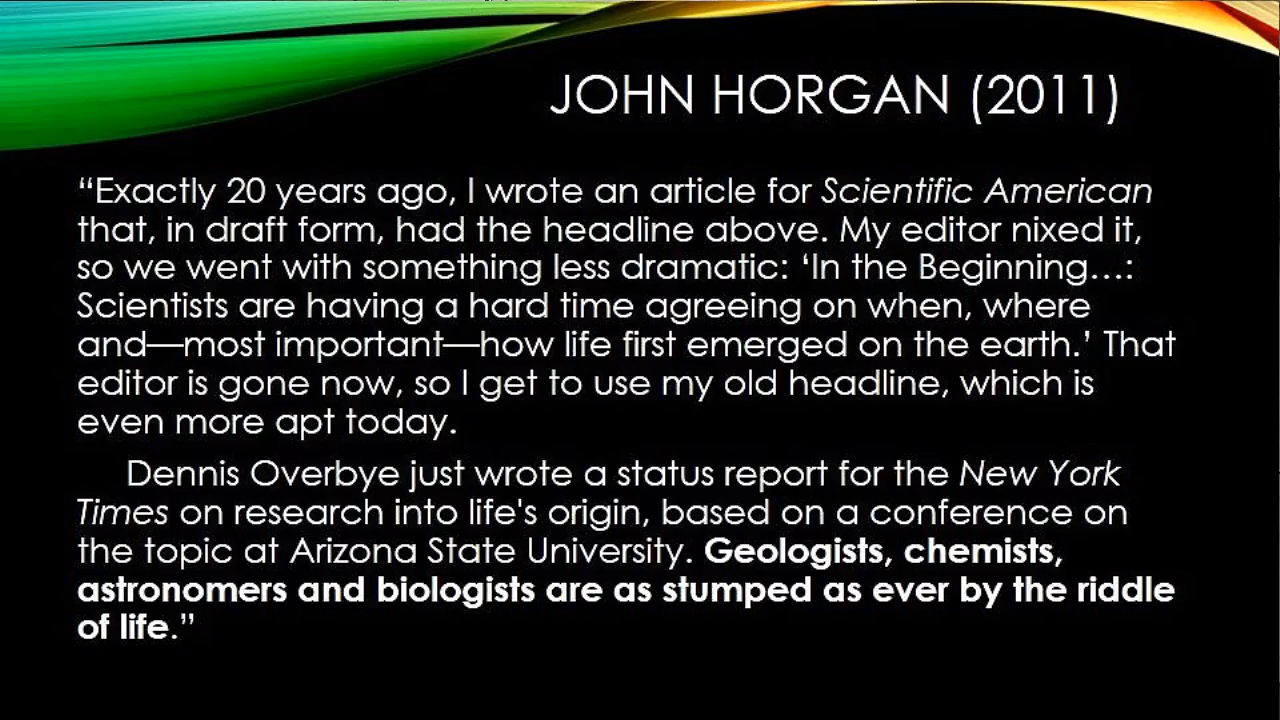 JOHN HORGAN (2011)
“Exactly 20 years ago, I wrote an article for Scientific American
that, in draft form, had the headline above. My editor nixed it,
so we went with something less dramatic: ‘In the Beginning…:
Scientists are having a hard time agreeing on when, where
and—most important—how life first emerged on the earth.’ That
editor is gone now, so I get to use my old headline, which is
even more apt today.
Dennis Overbye just wrote a status report for the New York
Times on research into life's origin, based on a conference on
the topic at Arizona State University. Geologists, chemists,
astronomers and biologists are as stumped as ever by the riddle
of life.”